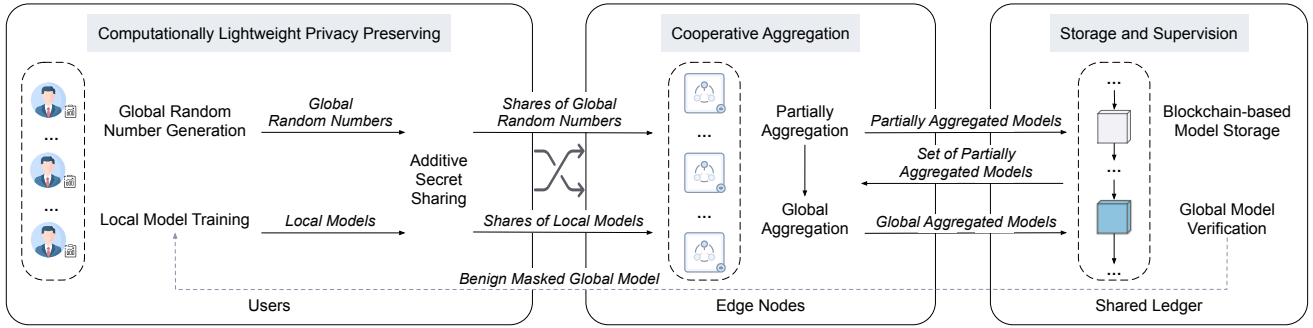 Computationally Lightweight Privacy Preserving
Cooperative Aggregation
Storage and Supervision
Global Random
Number Generation
Global
Random Numbers
Shares of Global
Random Numbers
Partially
Aggregation
Partially Aggregated Models
Blockchain-based
Model Storage
...
...
...
...
...
...
...
Additive
Secret
Sharing
Set of Partially
Aggregated Models
Local Model Training
Local Models
Shares of Local Models
Global
Aggregation
Global Aggregated Models
Global Model
Verification
Benign Masked Global Model
Users
Edge Nodes
Shared Ledger